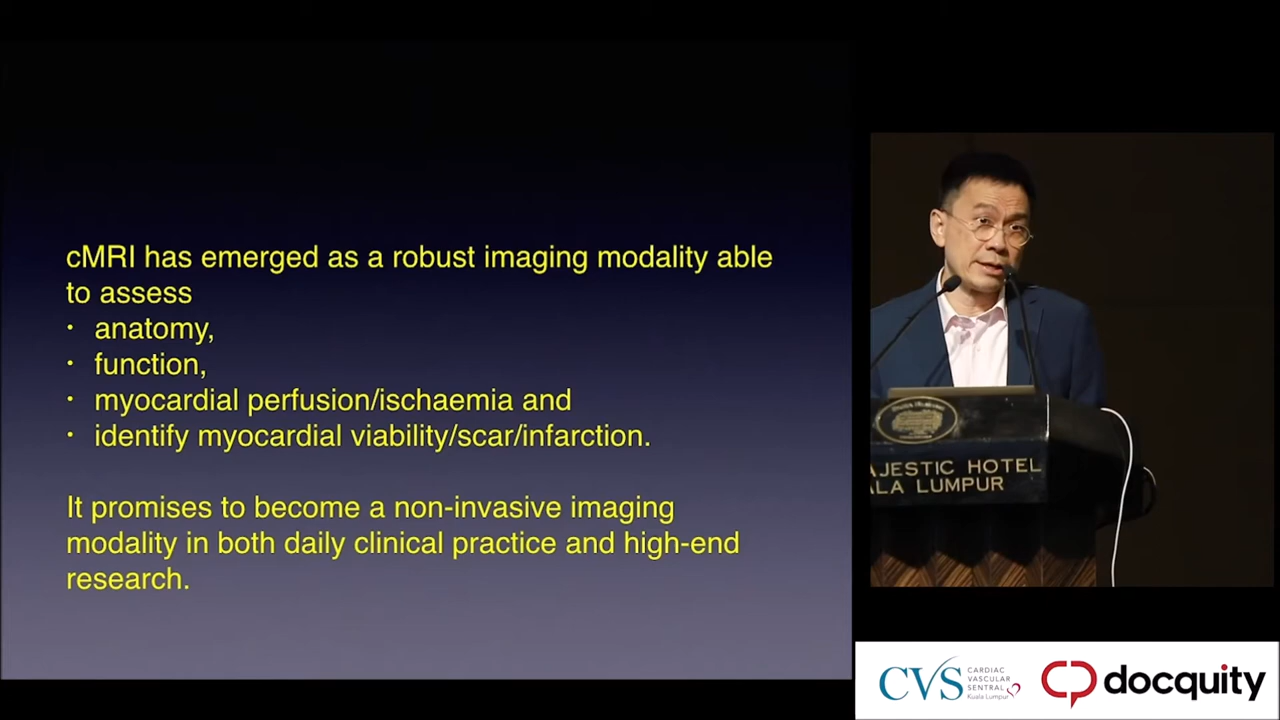 cMRI has emerged as a robust imaging modality able
to assess
• anatomy,
• function,
• myocardial perfusion/ischaemia and
• identify myocardial viability/scar/infarction.
It promises to become a non-invasive imaging
modality in both daily clinical practice and high-end
research.
AJESTIC HOTEL
ALA LUMPUR
CVS
CARDIAC
VASCULAR
SENTRAL
Kuala Lumpur
docquity